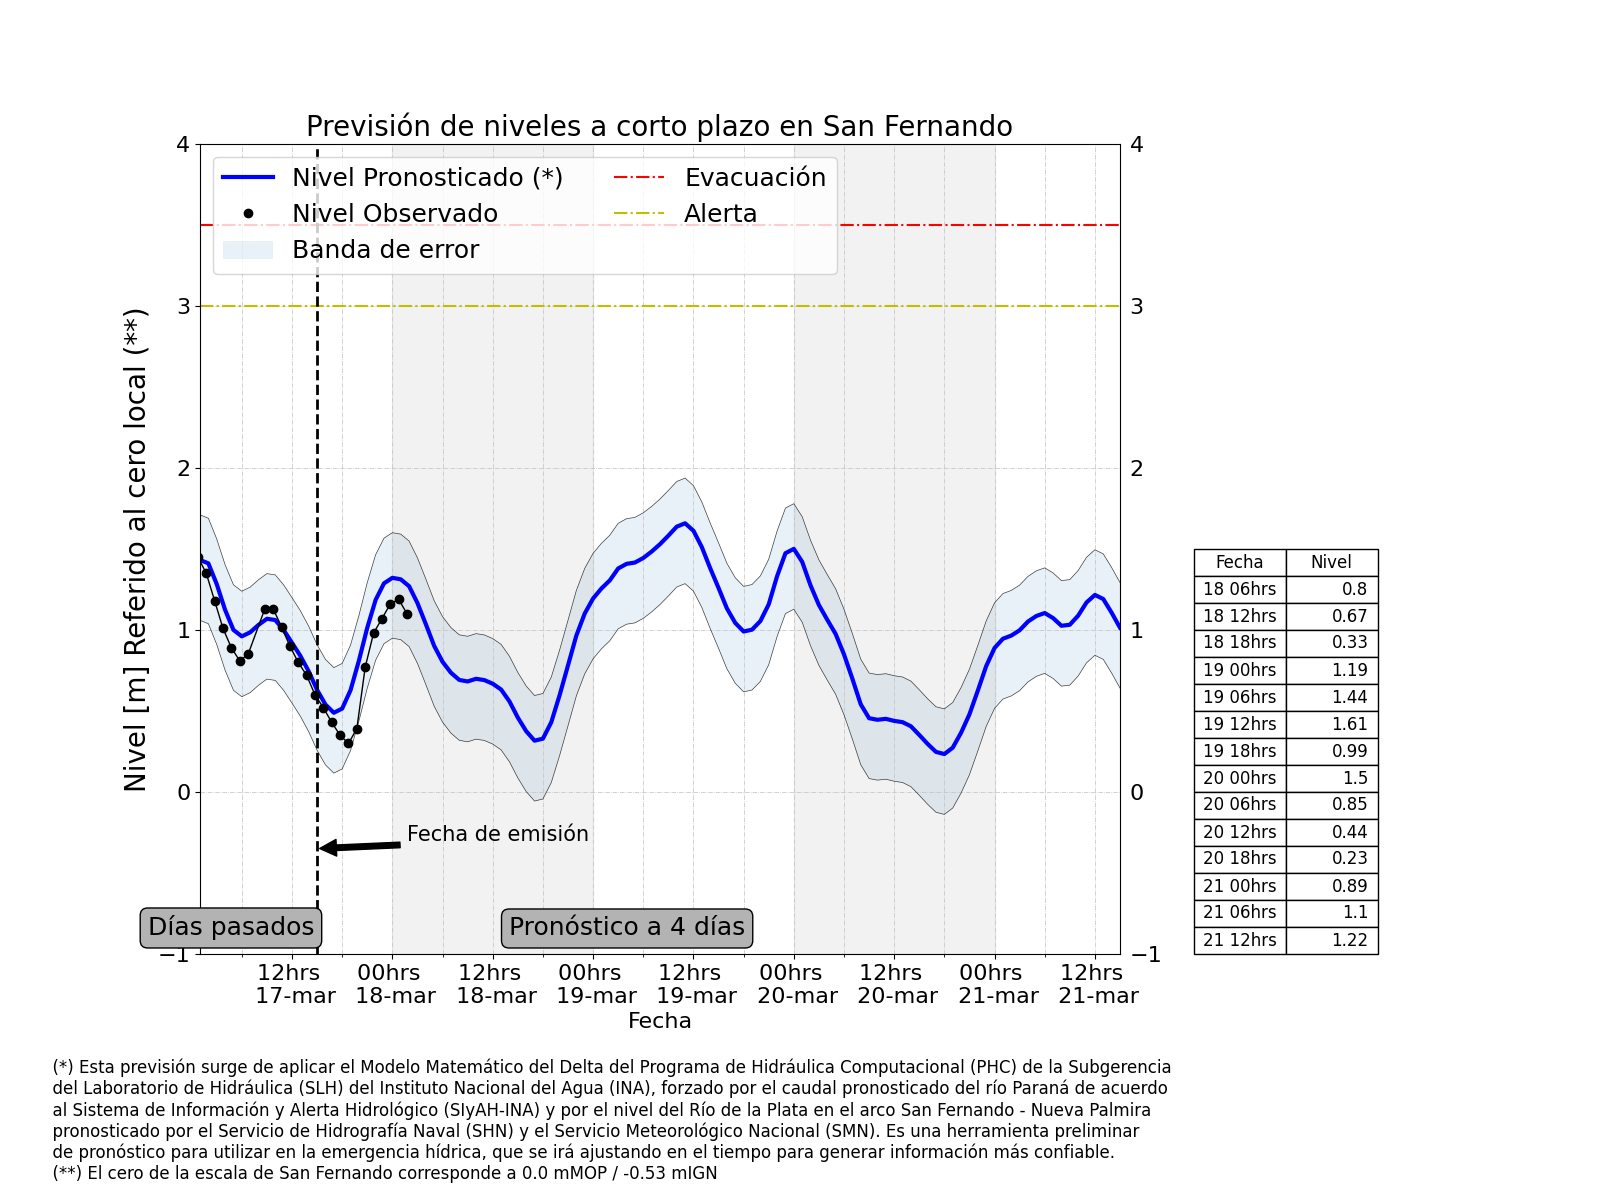 Previsión de niveles a corto plazo en San Fernando
Nivel Pronosticado (*)
Nivel Observado
Banda de error
Evacuación
Alerta
Nivel [m] Referido al cero local (**)
4
3
2
1
0
−1
4
3
2
1
0
−1
Fecha de emisión
Días pasados
Pronóstico a 4 días
12hrs 00hrs 12hrs 00hrs 12hrs 00hrs 12hrs 00hrs 12hrs
17-mar 18-mar 18-mar 19-mar 19-mar 20-mar 20-mar 21-mar 21-mar
Fecha
Fecha Nivel
18 06hrs 0.8
18 12hrs 0.67
18 18hrs 0.33
19 00hrs 1.19
19 06hrs 1.44
19 12hrs 1.61
19 18hrs 0.99
20 00hrs 1.5
20 06hrs 0.85
20 12hrs 0.44
20 18hrs 0.23
21 00hrs 0.89
21 06hrs 1.1
21 12hrs 1.22
(*) Esta previsión surge de aplicar el Modelo Matemático del Delta del Programa de Hidráulica Computacional (PHC) de la Subgerencia
del Laboratorio de Hidráulica (SLH) del Instituto Nacional del Agua (INA), forzado por el caudal pronosticado del río Paraná de acuerdo
al Sistema de Información y Alerta Hidrológico (SIyAH-INA) y por el nivel del Río de la Plata en el arco San Fernando - Nueva Palmira
pronosticado por el Servicio de Hidrografía Naval (SHN) y el Servicio Meteorológico Nacional (SMN). Es una herramienta preliminar
de pronóstico para utilizar en la emergencia hídrica, que se irá ajustando en el tiempo para generar información más confiable.
(**) El cero de la escala de San Fernando corresponde a 0.0 mMOP / -0.53 mIGN